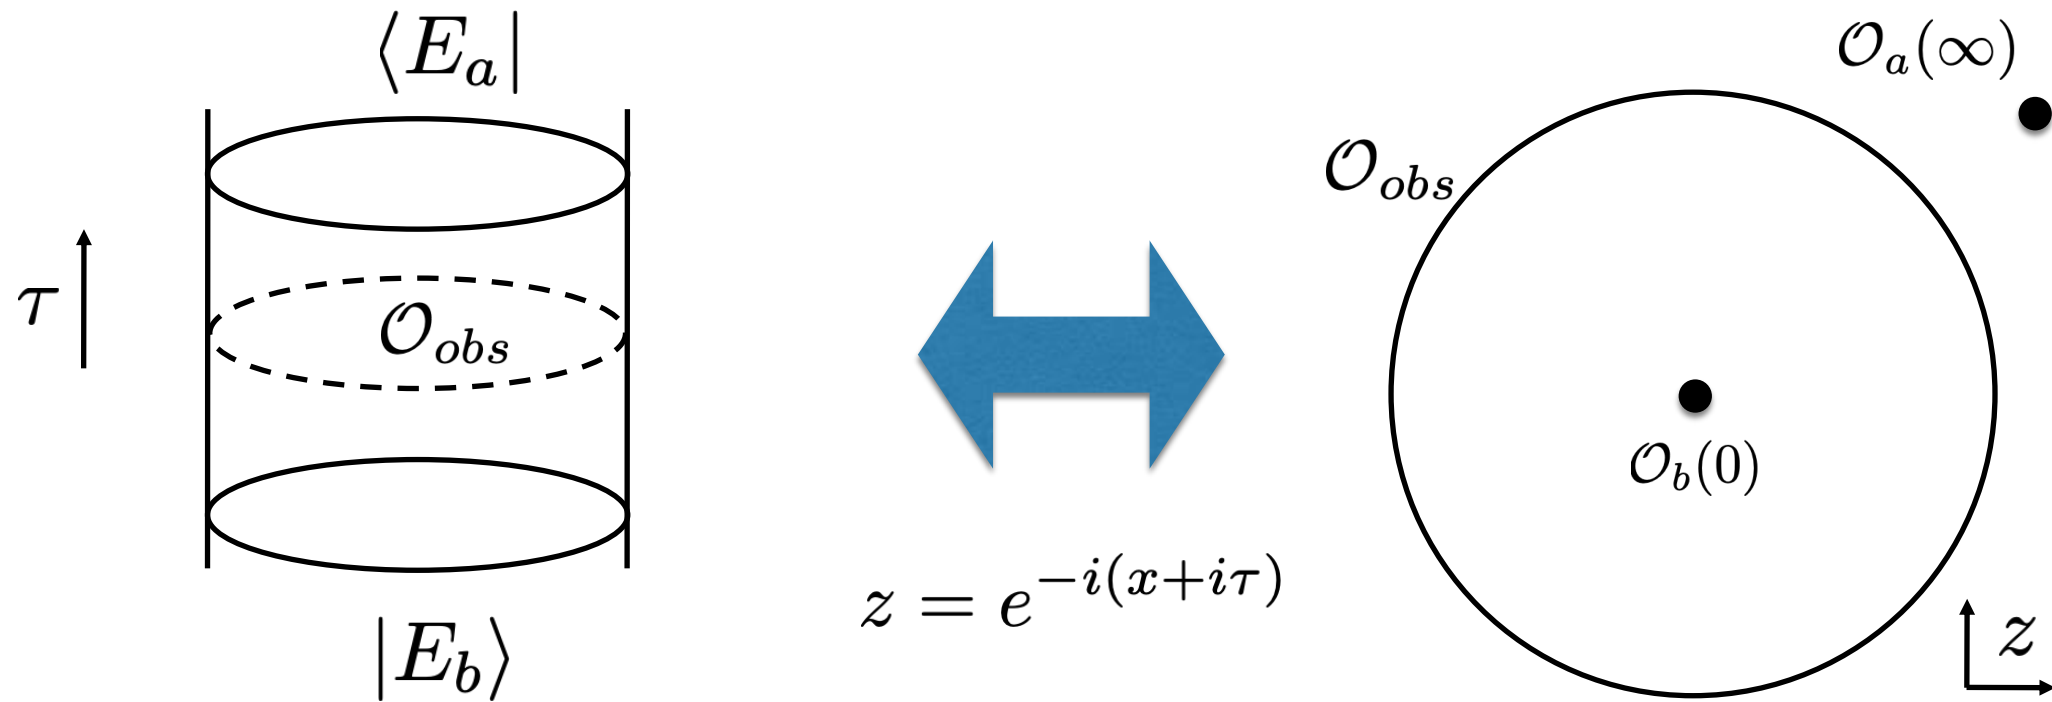 ⟨E_a|
τ
𝒪_obs
|E_b⟩
z = e^{-i(x+iτ)}
𝒪_a(∞)
𝒪_obs
𝒪_b(0)
z